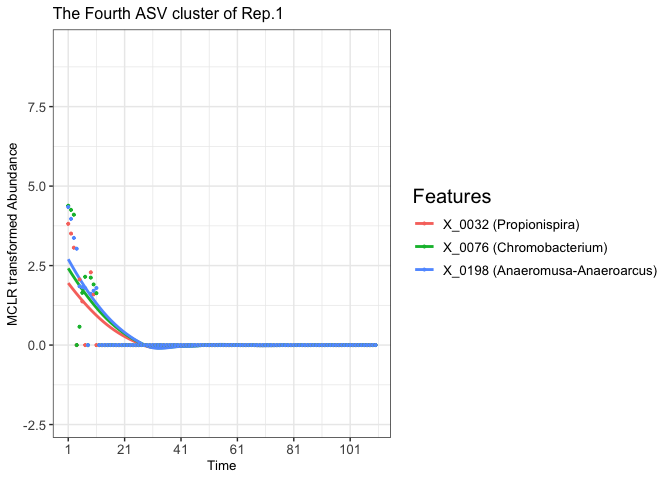 The Fourth ASV cluster of Rep.1
MCLR transformed Abundance
7.5
5.0
2.5
0.0
-2.5
1 21 41 61 81 101
Time
Features
X_0032 (Propionispira)
X_0076 (Chromobacterium)
X_0198 (Anaeromusa-Anaeroarcus)